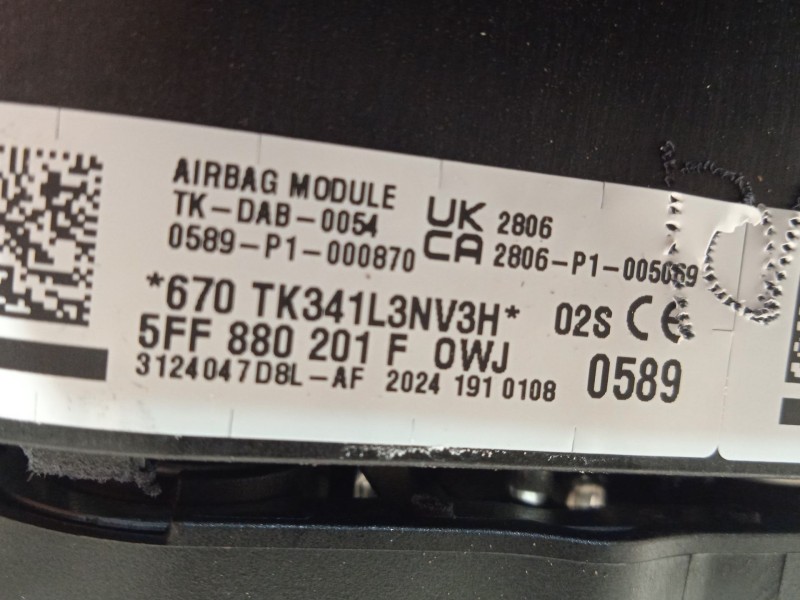 AIRBAG MODULE
TK-DAB-0054
0589-P1-000870
UK
CA
2806
2806-P1-005069
*670 TK341L3NV3H*
02S CE
5FF 880 201 F OWJ
0589
3124047D8L-AF 2024 191 0108